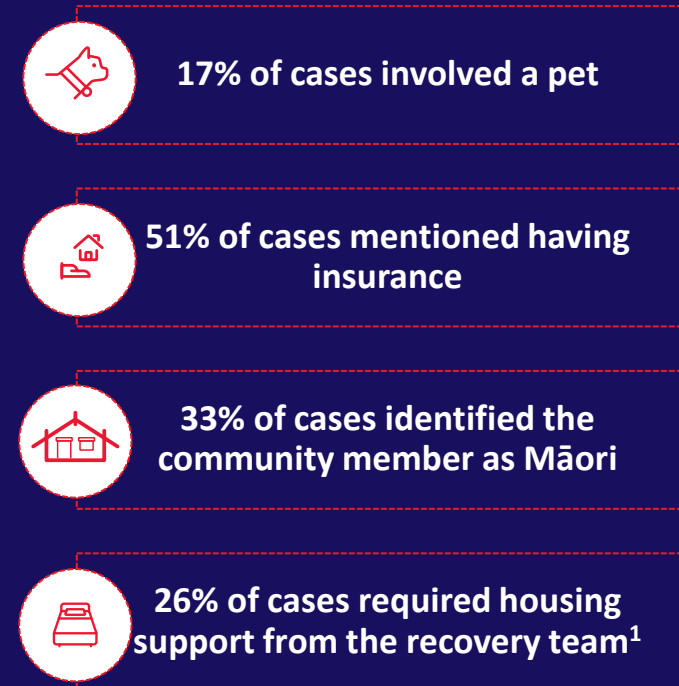 17% of cases involved a pet
51% of cases mentioned having
insurance
33% of cases identified the
community member as Māori
26% of cases required housing
support from the recovery team¹